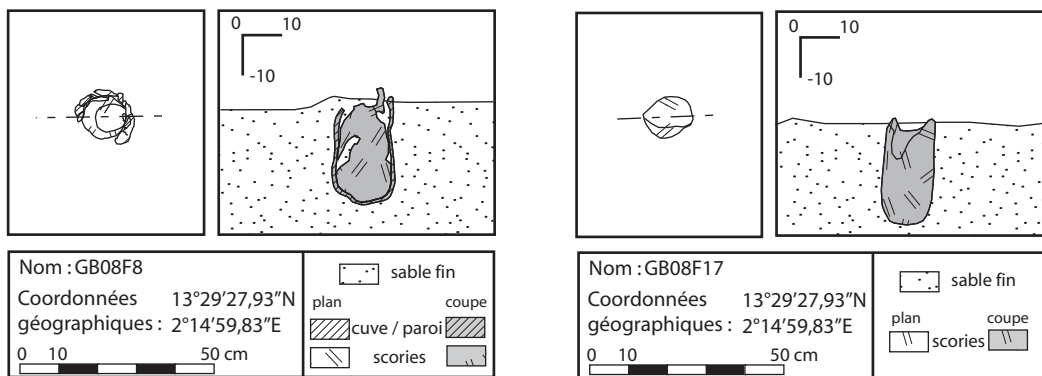 0 10
-10
Nom : GB08F8
Coordonnées 13°29’27,93”N
géographiques : 2°14’59,83”E
0 10 50 cm
sable fin
plan coupe
cuve / paroi
scories
0 10
-10
Nom : GB08F17
Coordonnées 13°29’27,93”N
géographiques : 2°14’59,83”E
0 10 50 cm
sable fin
plan coupe
scories